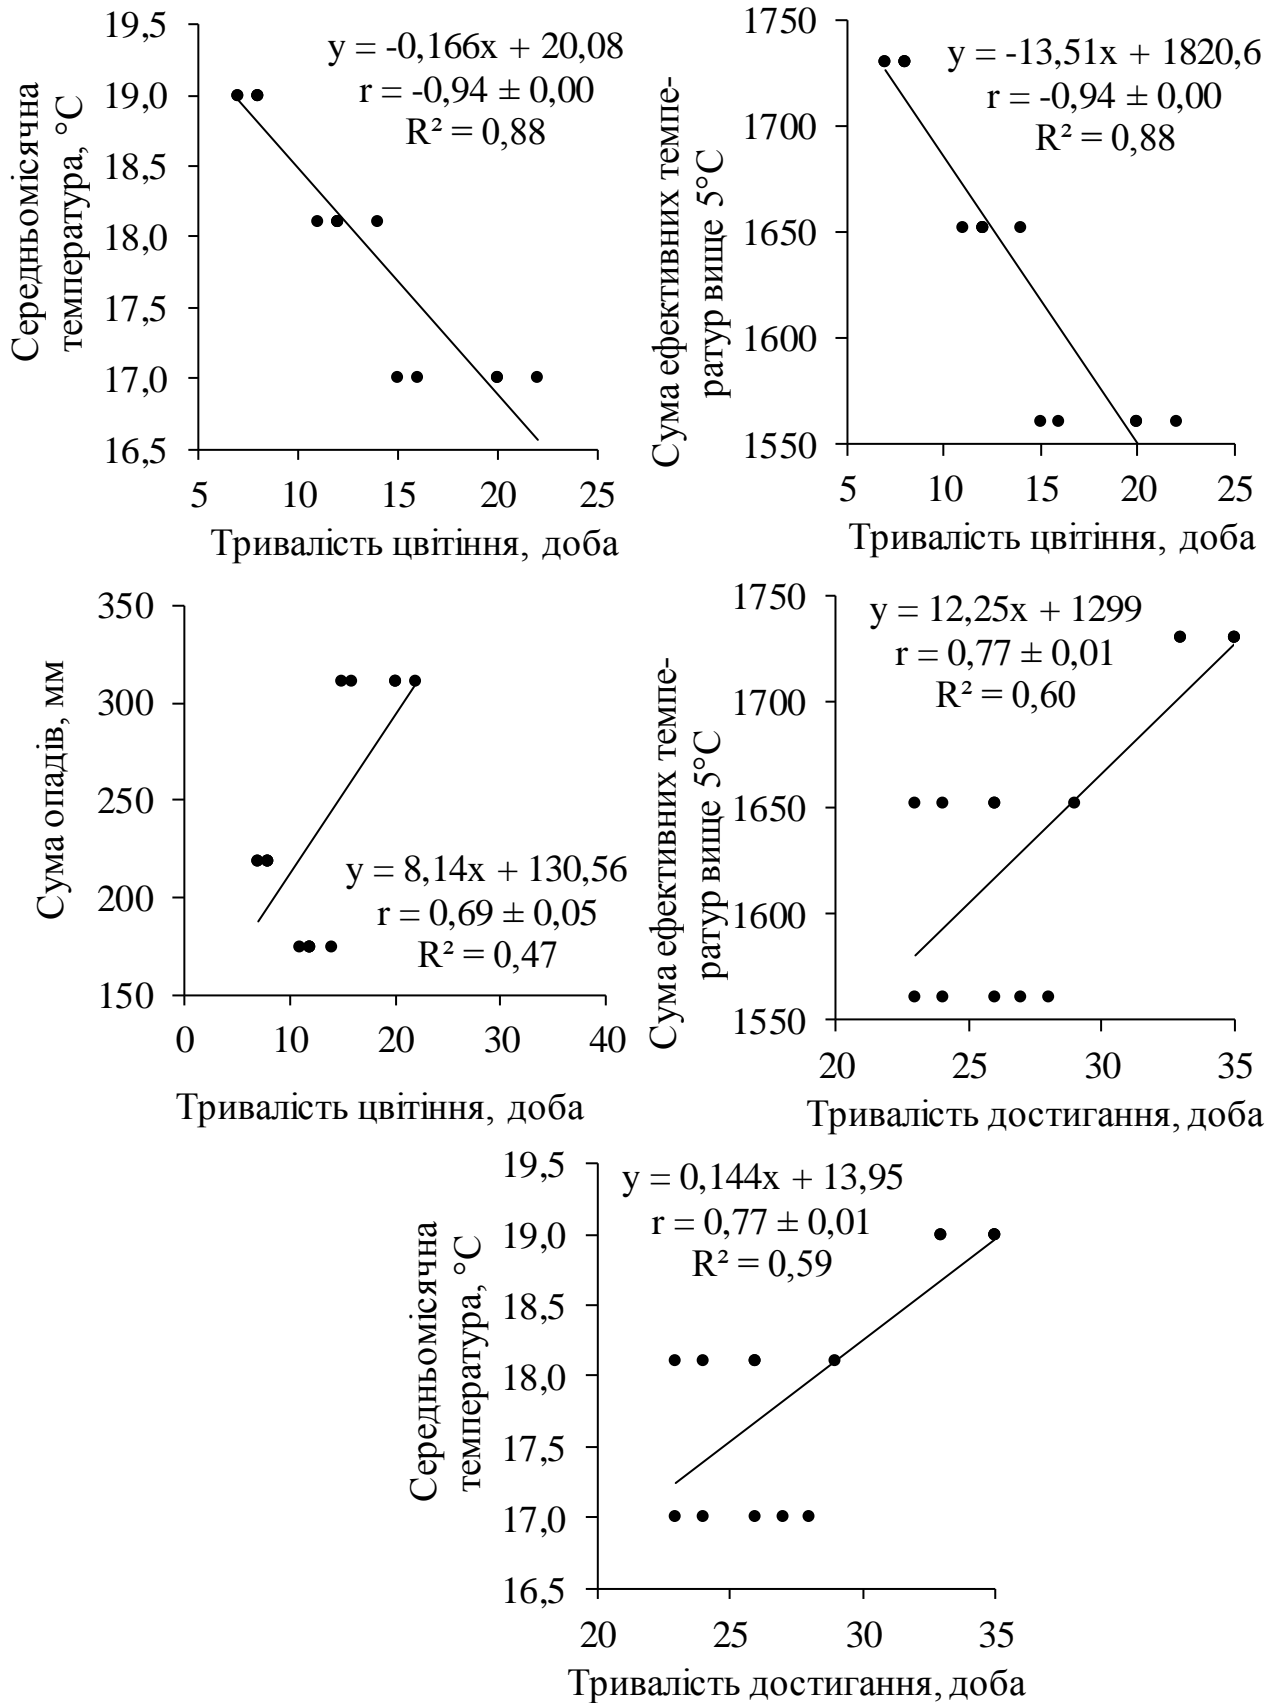 19,5
19,0
18,5
18,0
17,5
17,0
16,5
Середньомісячна
температура, °С
y = -0,166x + 20,08
r = -0,94 ± 0,00
R² = 0,88
5
10
15
20
25
Тривалість цвітіння, доба
1750
1700
1650
1600
1550
Сума ефективних темпе-
ратур вище 5°С
y = -13,51x + 1820,6
r = -0,94 ± 0,00
R² = 0,88
5
10
15
20
25
Тривалість цвітіння, доба
350
300
250
200
150
Сума опадів, мм
y = 8,14x + 130,56
r = 0,69 ± 0,05
R² = 0,47
0
10
20
30
40
Тривалість цвітіння, доба
1750
1700
1650
1600
1550
Сума ефективних темпе-
ратур вище 5°С
y = 12,25x + 1299
r = 0,77 ± 0,01
R² = 0,60
20
25
30
35
Тривалість достигання, доба
19,5
19,0
18,5
18,0
17,5
17,0
16,5
Середньомісячна
температура, °С
y = 0,144x + 13,95
r = 0,77 ± 0,01
R² = 0,59
20
25
30
35
Тривалість достигання, доба